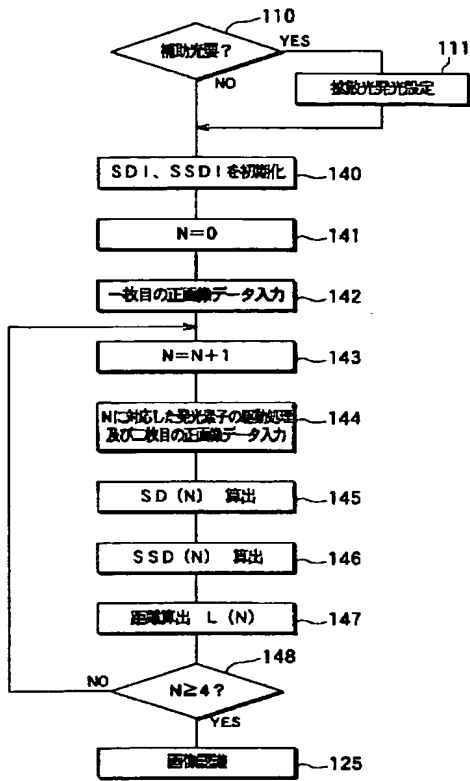 110
補助光要?
YES
111
NO
拡散光発光設定
SDI、SSDIを初期化
140
N=0
141
一枚目の正画像データ入力
142
N=N+1
143
Nに対応した発光素子の駆動処理
及び二枚目の正画像データ入力
144
SD(N) 算出
145
SSD(N) 算出
146
距離算出 L(N)
147
148
NO
N≧4?
YES
画像認識
125